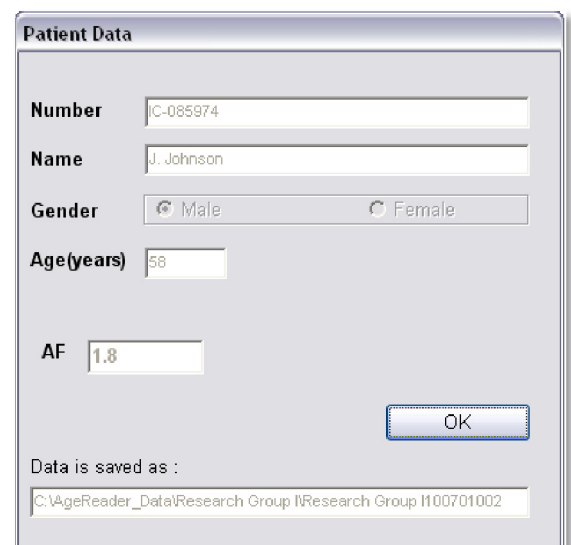 Patient Data
Number IC-085974
Name J. Johnson
Gender Male Female
Age(years) 58
AF 1.8
OK
Data is saved as :
C:\AgeReader_Data\Research Group I\Research Group I100701002